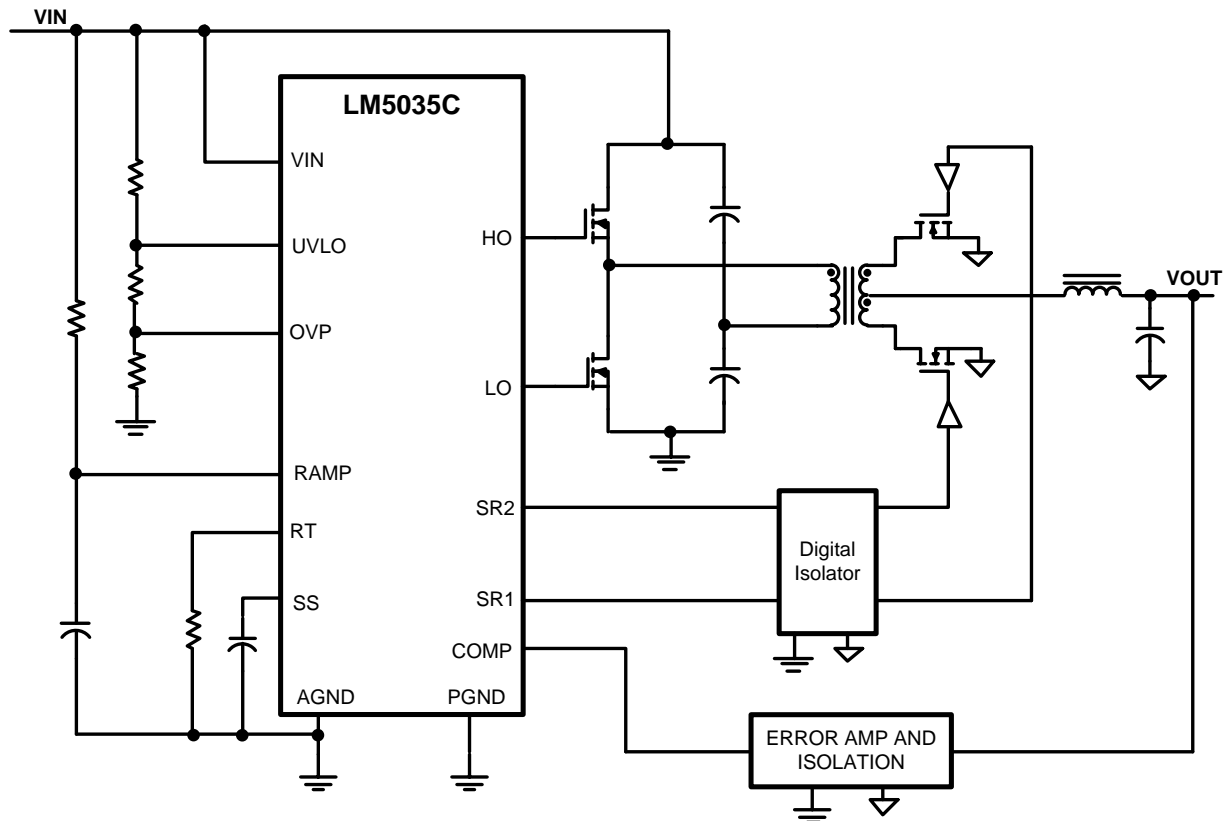 VIN
LM5035C
VIN
UVLO
OVP
RAMP
RT
SS
AGND
PGND
HO
LO
SR2
SR1
COMP
Digital
Isolator
ERROR AMP AND
ISOLATION
VOUT